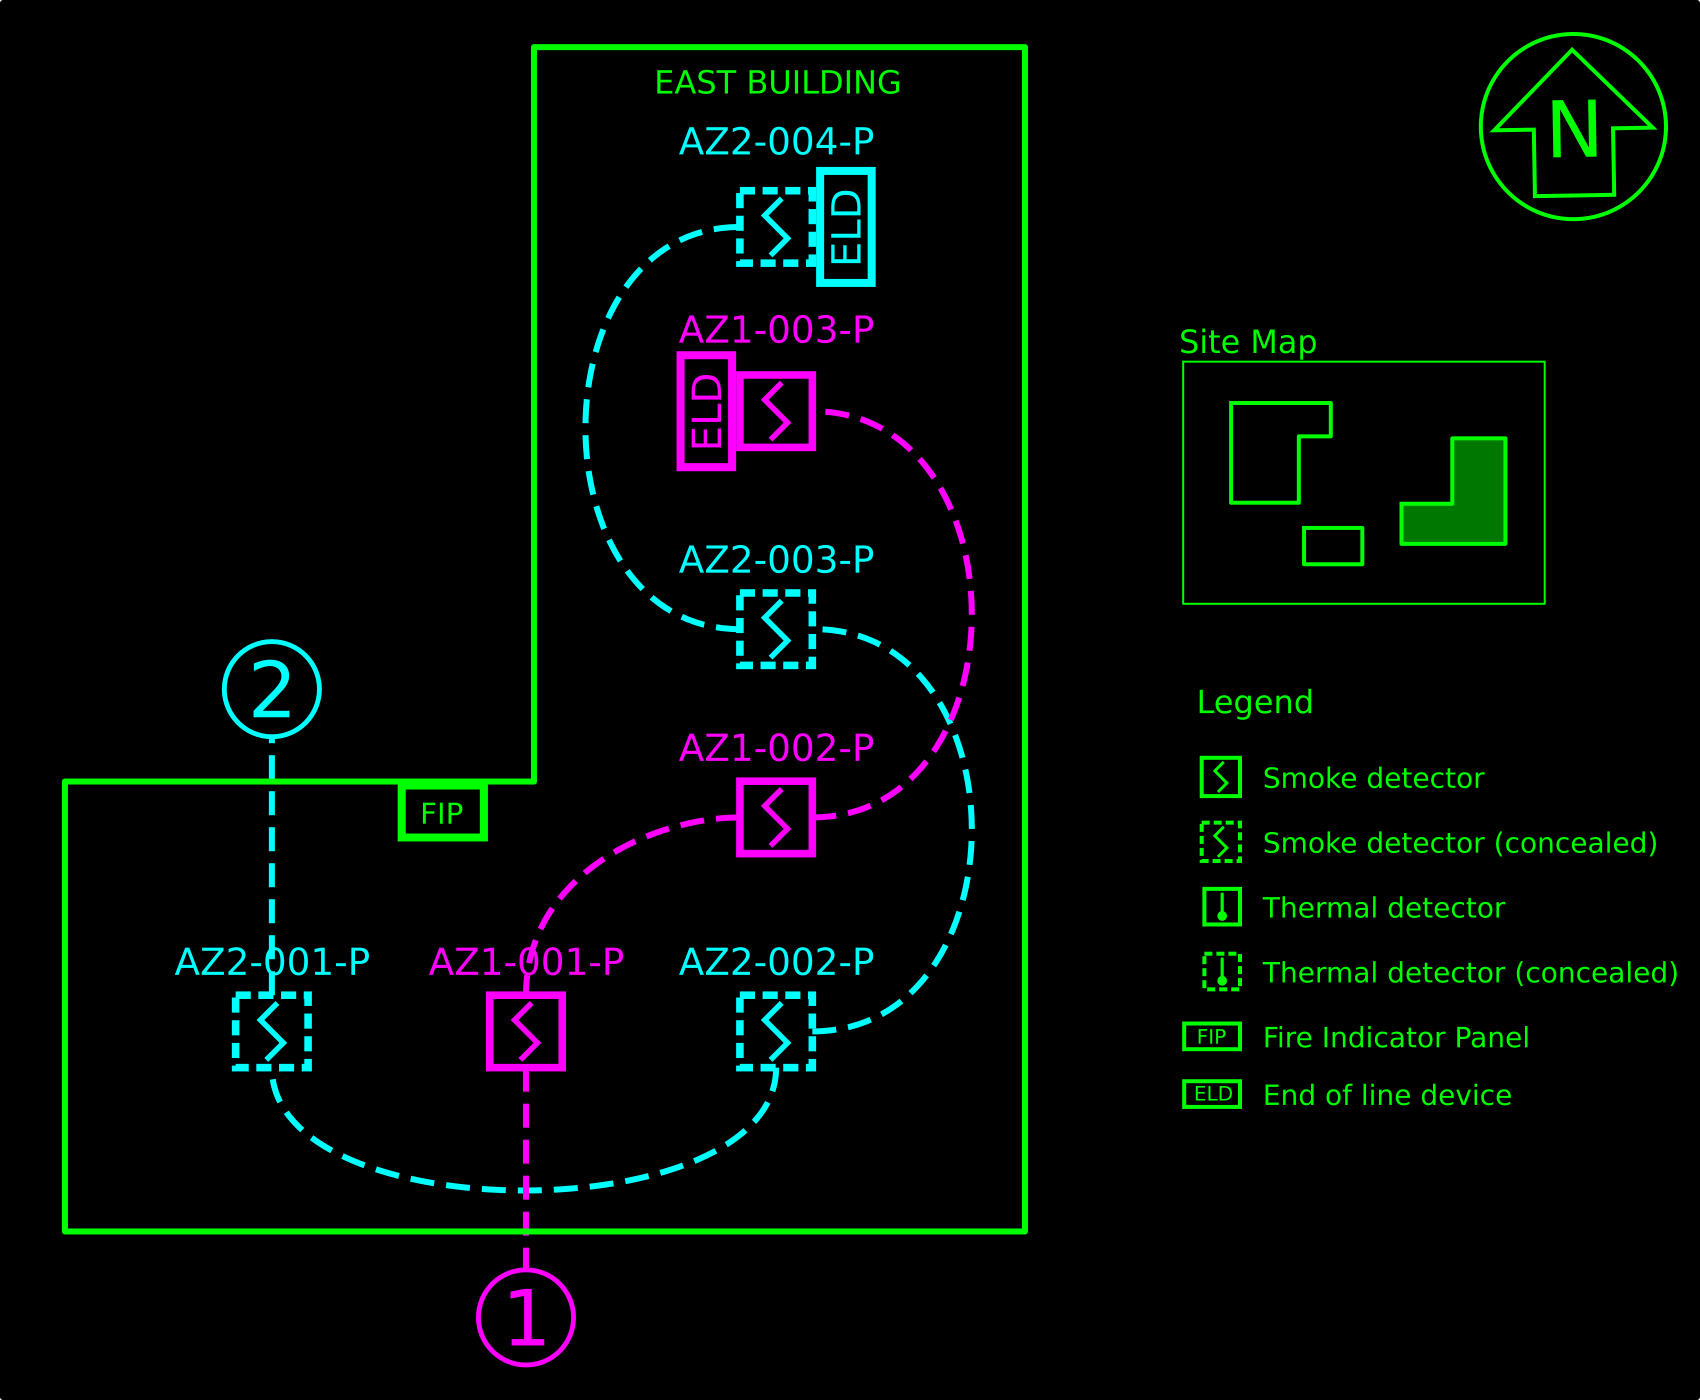 EAST BUILDING
AZ2-004-P
ELD
AZ1-003-P
ELD
AZ2-003-P
2
AZ1-002-P
FIP
AZ2-001-P
AZ1-001-P
AZ2-002-P
1
N
Site Map
Legend
Smoke detector
Smoke detector (concealed)
Thermal detector
Thermal detector (concealed)
FIP Fire Indicator Panel
ELD End of line device